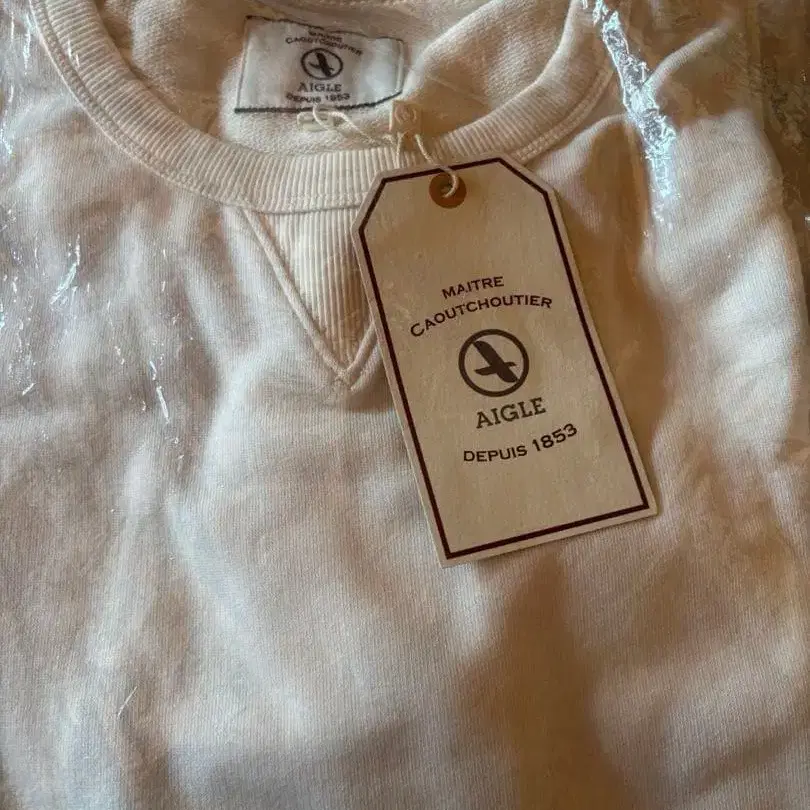 MAITRE
CAOUTCHOUTIER
AIGLE
DEPUIS 1853
MAITRE
CAOUTCHOUTIER
AIGLE
DEPUIS 1853